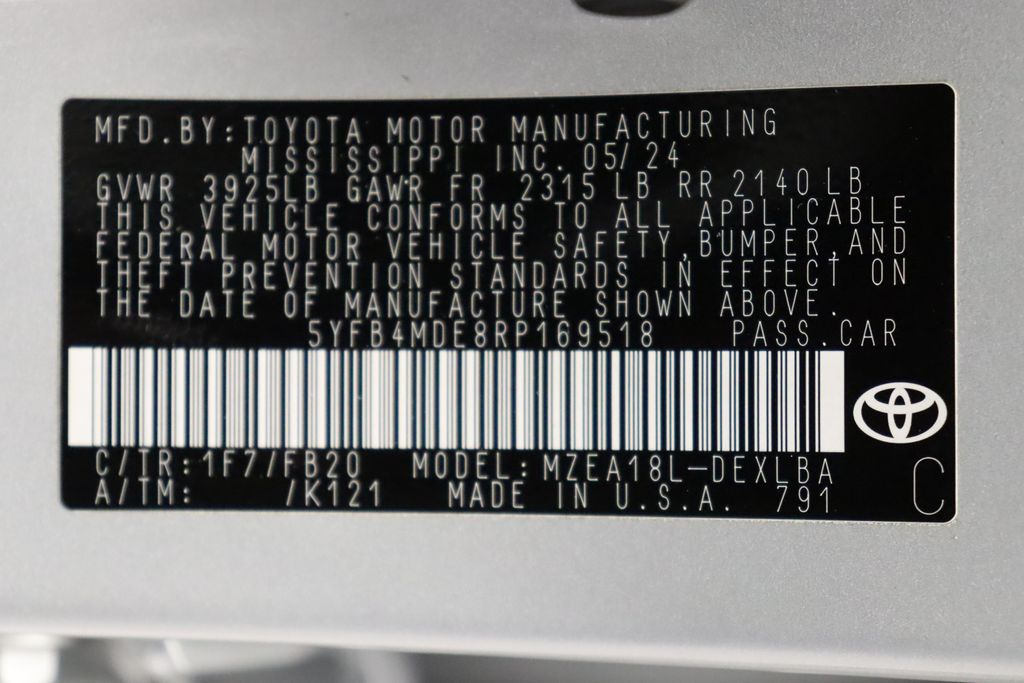 MFD.BY:TOYOTA MOTOR MANUFACTURING
MISSISSIPPI INC. 05/24
GVWR 3925LB GAWR FR 2315LB RR 2140LB
THIS VEHICLE CONFORMS TO ALL APPLICABLE
FEDERAL MOTOR VEHICLE SAFETY,BUMPER,AND
THEFT PREVENTION STANDARDS IN EFFECT ON
THE DATE OF MANUFACTURE SHOWN ABOVE.
5YFB4MDE8RP169518 PASS.CAR
C/TR:1F7/FB20 MODEL:MZEA18L-DEXLBA
A/TM: /K121 MADE IN U.S.A. 791 C